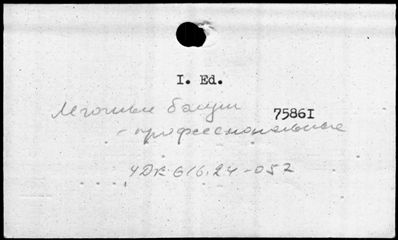 I. Ed.
Легочные болезни 75861
- профессиональные
УДК 616.24-057